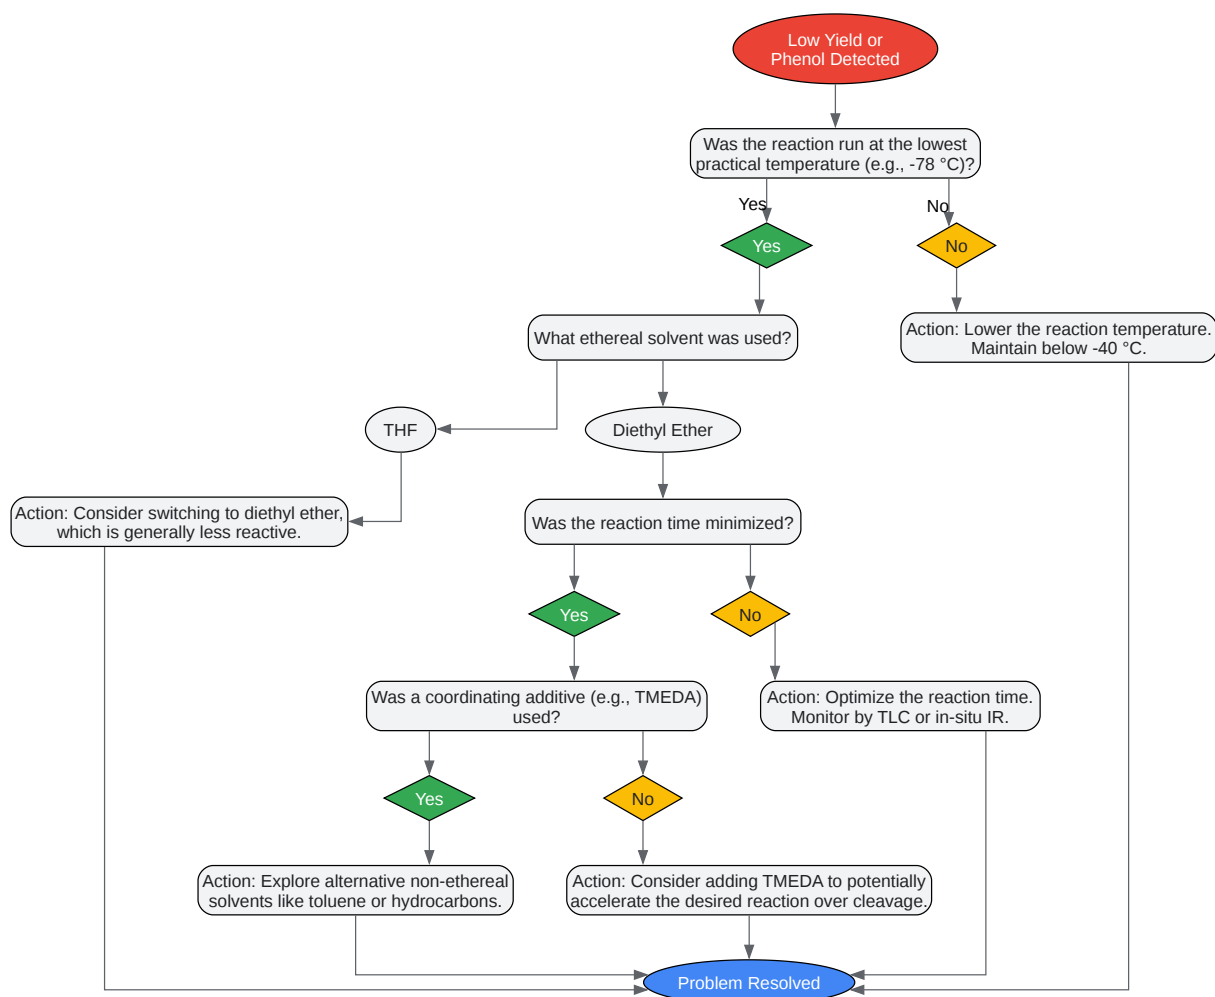 Low Yield or
Phenol Detected
Was the reaction run at the lowest
practical temperature (e.g., -78 °C)?
Yes
No
Yes
No
What ethereal solvent was used?
Action: Lower the reaction temperature.
Maintain below -40 °C.
THF
Diethyl Ether
Action: Consider switching to diethyl ether,
which is generally less reactive.
Was the reaction time minimized?
Yes
No
Was a coordinating additive (e.g., TMEDA)
used?
Action: Optimize the reaction time.
Monitor by TLC or in-situ IR.
Yes
No
Action: Explore alternative non-ethereal
solvents like toluene or hydrocarbons.
Action: Consider adding TMEDA to potentially
accelerate the desired reaction over cleavage.
Problem Resolved